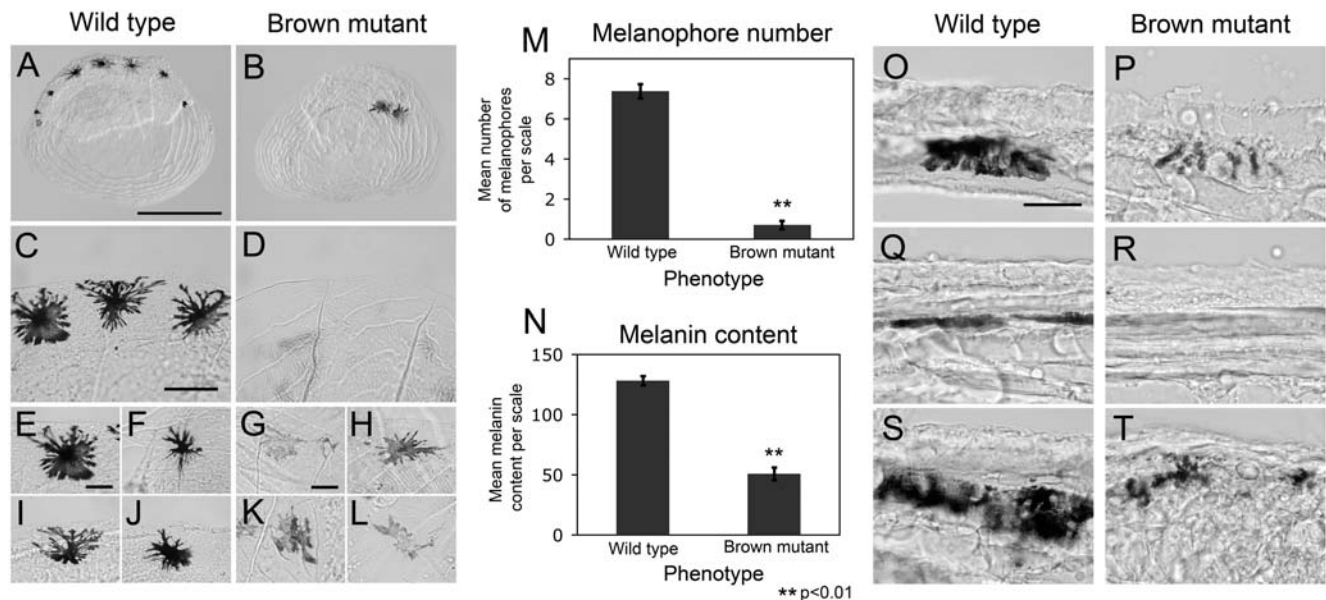 Wild type Brown mutant
A B
C D
E F G H
I J K L
M Melanophore number
Mean number
of melanophores
per scale
8
6
4
2
0
**
Wild type Brown mutant
Phenotype
N Melanin content
Mean melanin
content per scale
150
100
50
0
**
Wild type Brown mutant
Phenotype
** p<0.01
Wild type Brown mutant
O P
Q R
S T